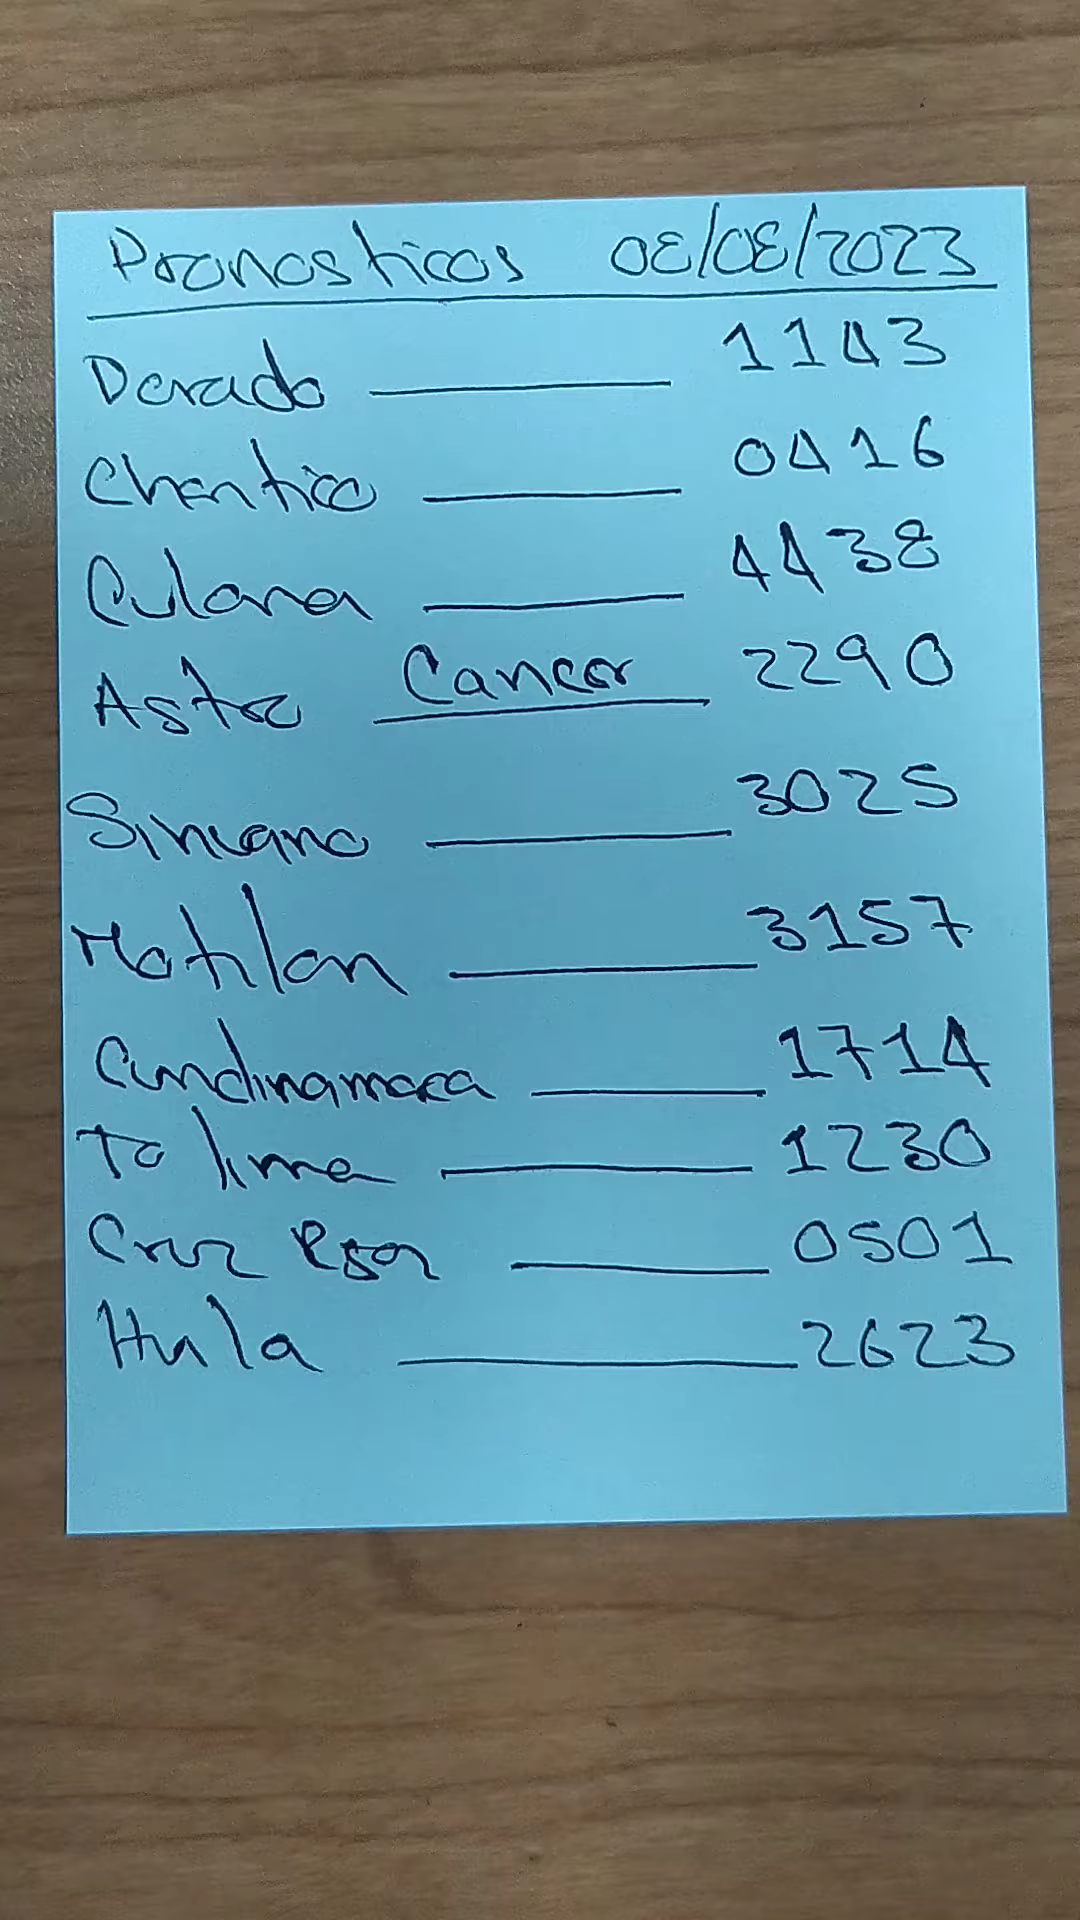 Pronosticos 08/08/2023
Dorado 1143
Chontico 0416
Culona 4438
Astro Cancer 2290
Sinuano 3025
Motilon 3157
Cundinamarca 1714
Tolima 1230
Cruz Roja 0501
Huila 2623